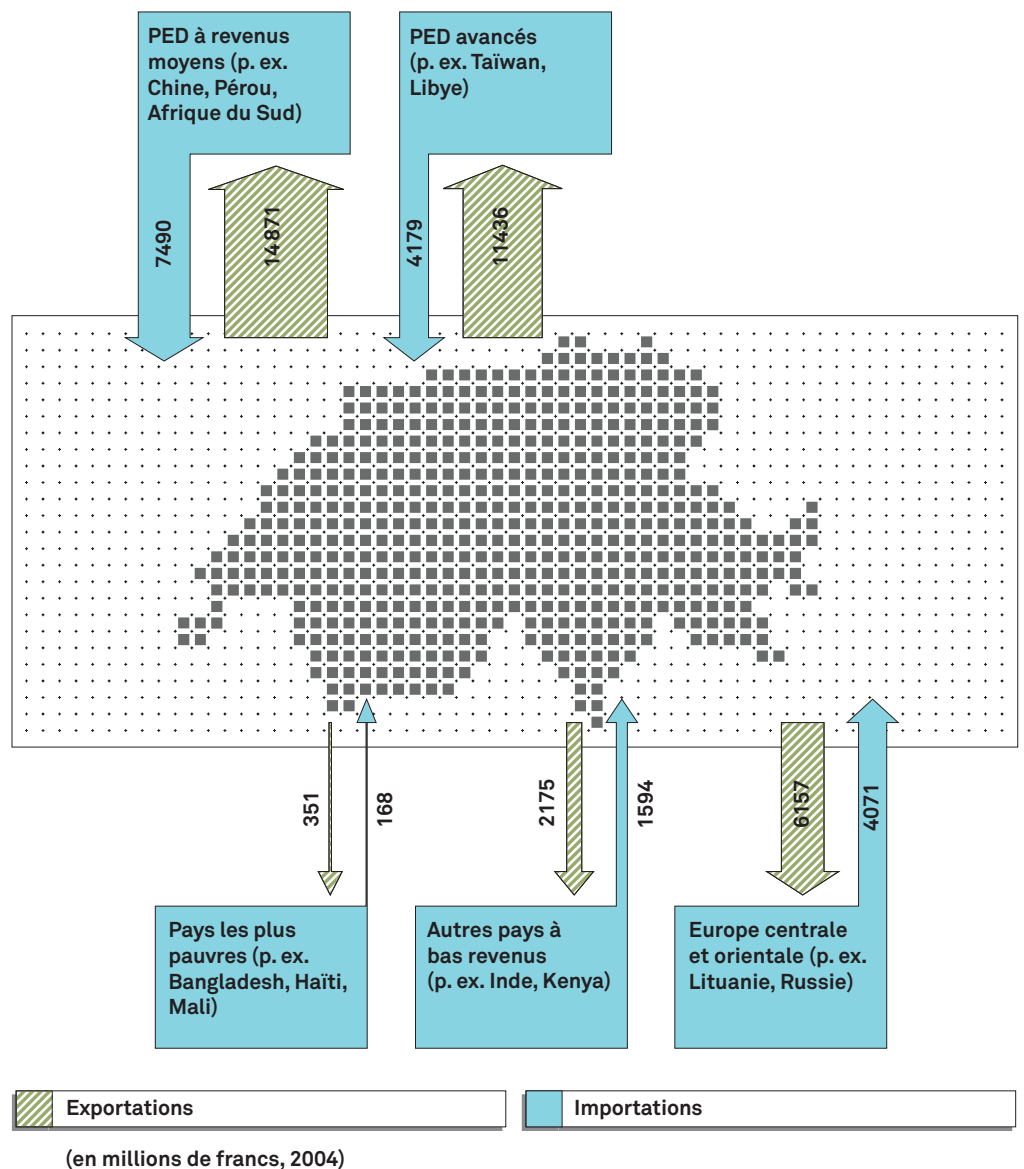 PED à revenus
moyens (p. ex.
Chine, Pérou,
Afrique du Sud)
PED avancés
(p. ex. Taïwan,
Libye)
7490
14 871
4179
11436
351
168
2175
1594
6157
4071
Pays les plus
pauvres (p. ex.
Bangladesh, Haïti,
Mali)
Autres pays à
bas revenus
(p. ex. Inde, Kenya)
Europe centrale
et orientale (p. ex.
Lituanie, Russie)
Exportations
Importations
(en millions de francs, 2004)